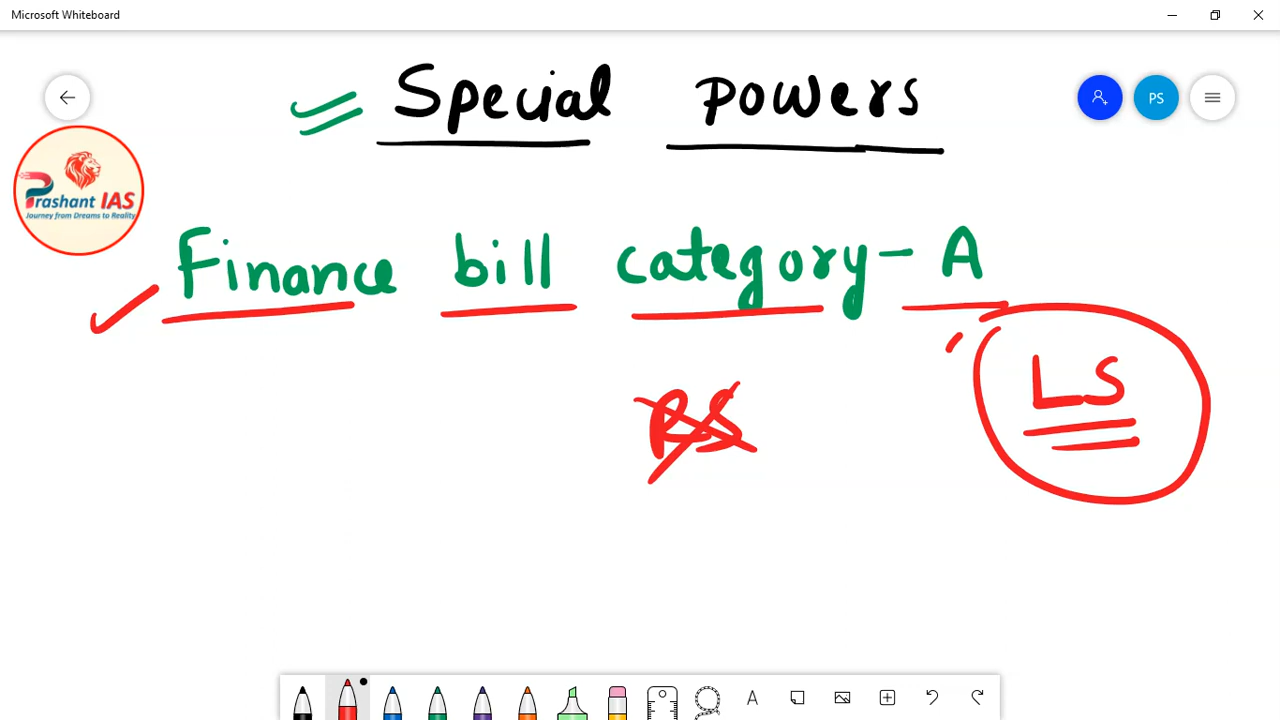 Microsoft Whiteboard
Special powers
PS
Prashant IAS
Journey from Dreams to Reality
Finance bill category - A
LS
RS
A